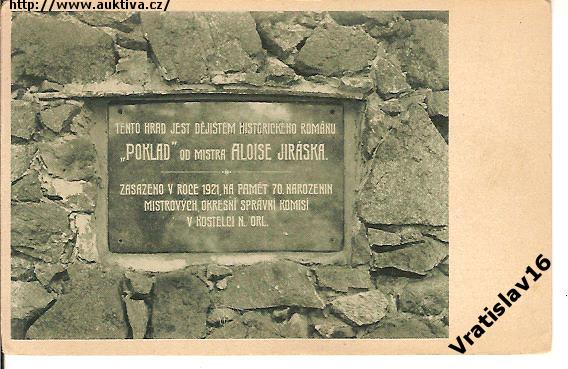 http://www.auktiva.cz/
TENTO HRAD JEST DĚJIŠTĚM HISTORICKÉHO ROMÁNU
„POKLAD” OD MISTRA ALOISE JIRÁSKA.
ZASAZENO V ROCE 1921, NA PAMĚŤ 70. NAROZENIN
MISTROVÝCH, OKRESNÍ SPRÁVNÍ KOMISÍ
V KOSTELCI N. ORL.
Vratislav16